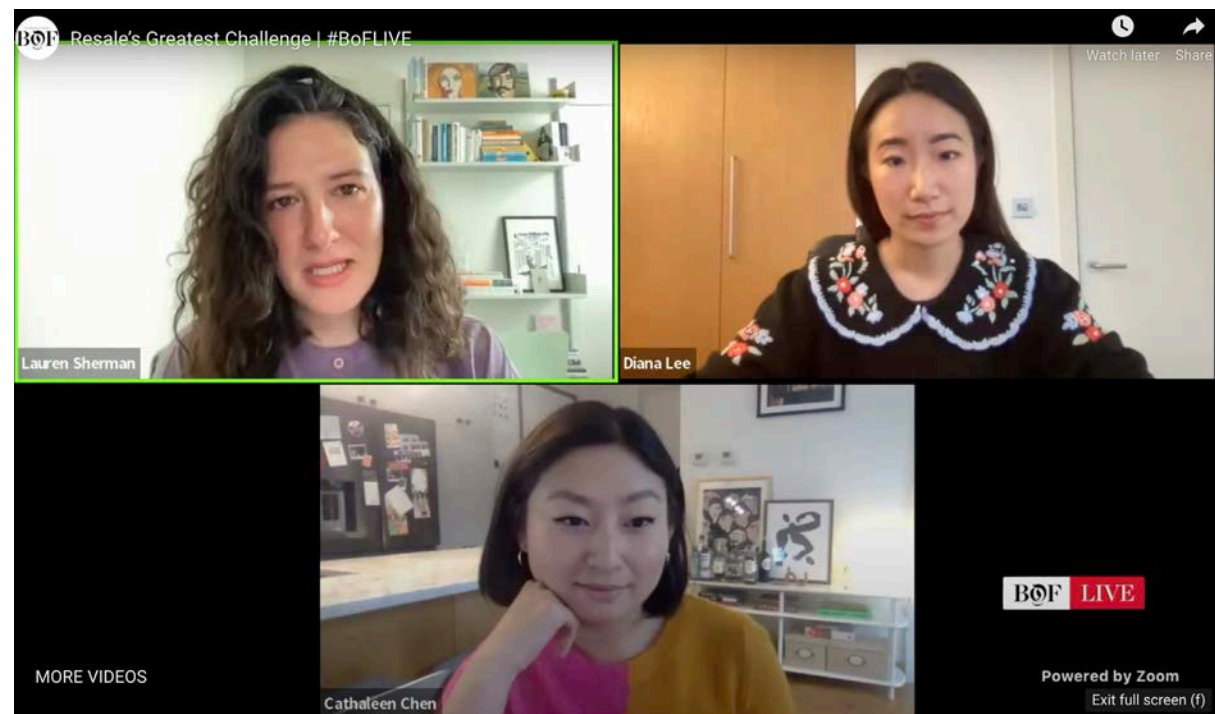 BOF Resale's Greatest Challenge | #BoFLIVE
Watch later Share
Lauren Sherman
Diana Lee
BOF LIVE
MORE VIDEOS
Powered by Zoom
Cathaleen Chen
Exit full screen (f)